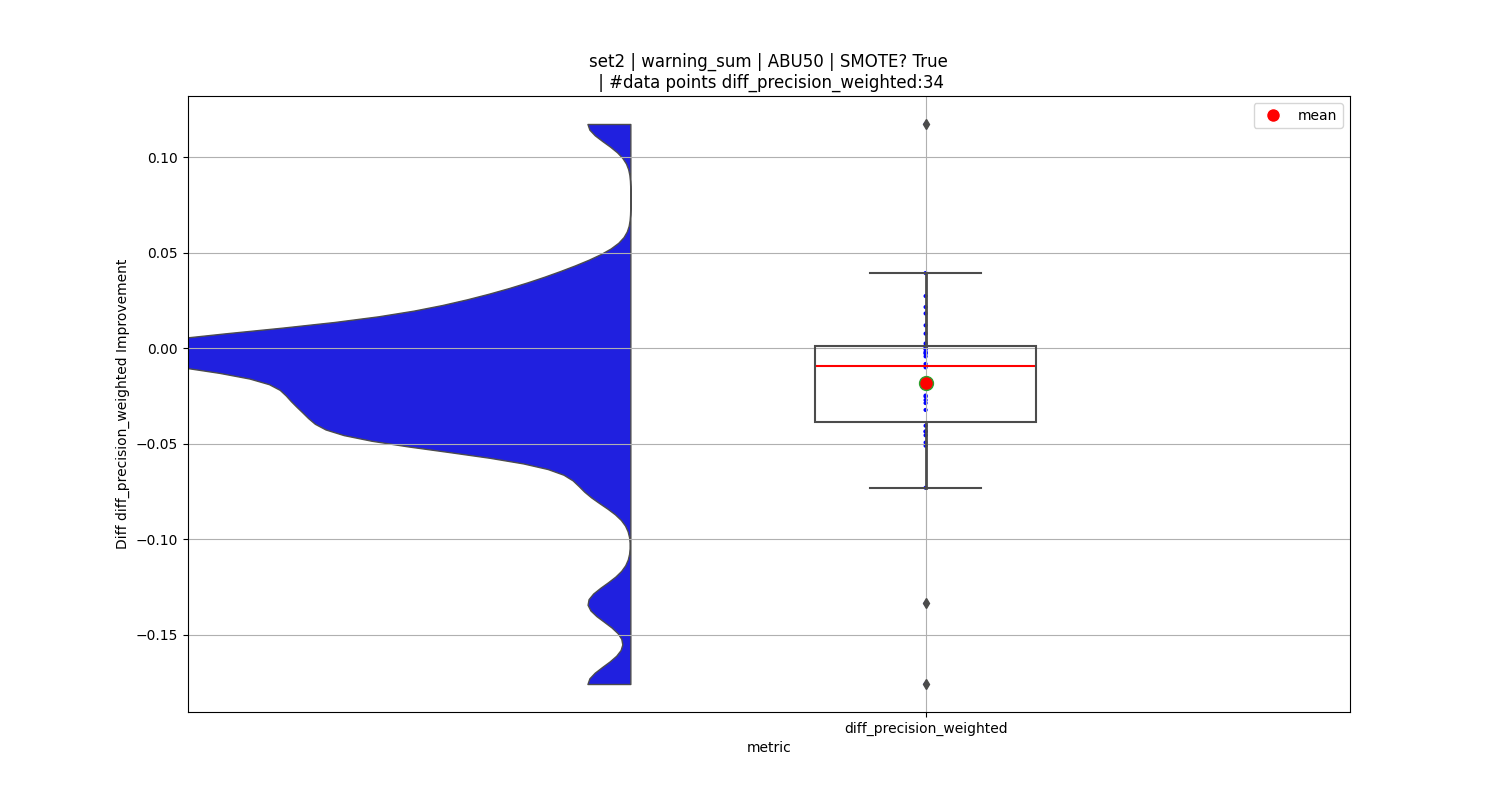 set2 | warning_sum | ABU50 | SMOTE? True
| #data points diff_precision_weighted:34
mean
0.10
0.05
0.00
−0.05
−0.10
−0.15
Diff diff_precision_weighted Improvement
diff_precision_weighted
metric